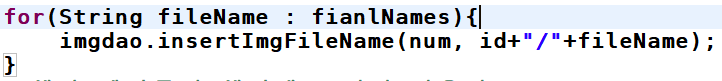 for(String fileName : fianlNames){
    imgdao.insertImgFileName(num, id+"/"+fileName);
}